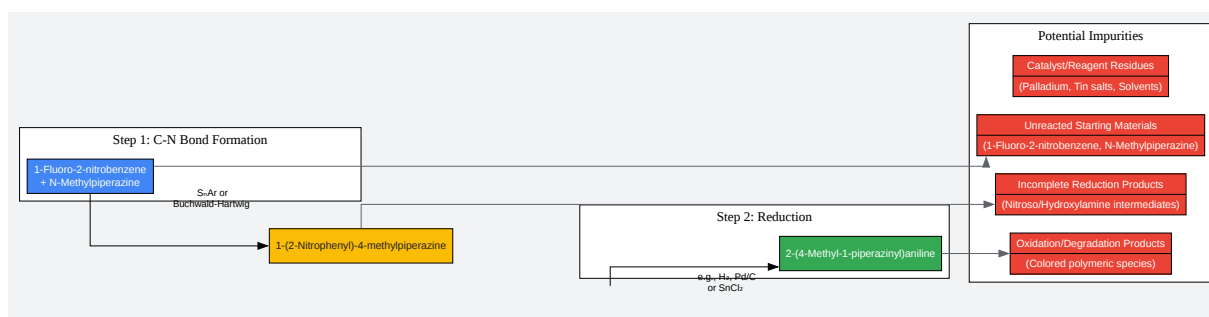 Step 1: C-N Bond Formation
1-Fluoro-2-nitrobenzene
+ N-Methylpiperazine
SₙAr or
Buchwald-Hartwig
1-(2-Nitrophenyl)-4-methylpiperazine
Step 2: Reduction
2-(4-Methyl-1-piperazinyl)aniline
e.g., H₂, Pd/C
or SnCl₂
Potential Impurities
Catalyst/Reagent Residues
(Palladium, Tin salts, Solvents)
Unreacted Starting Materials
(1-Fluoro-2-nitrobenzene, N-Methylpiperazine)
Incomplete Reduction Products
(Nitroso/Hydroxylamine intermediates)
Oxidation/Degradation Products
(Colored polymeric species)